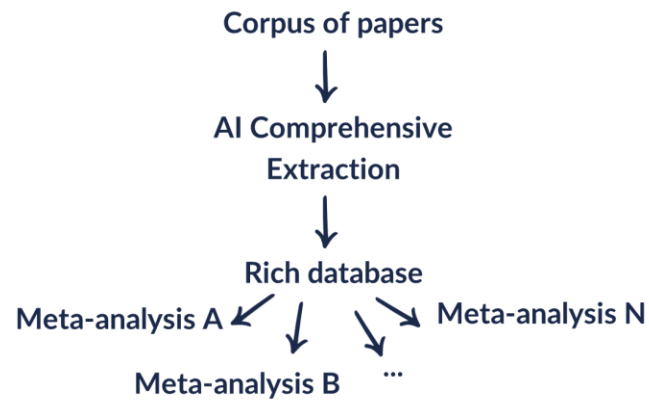 Corpus of papers
AI Comprehensive
Extraction
Rich database
Meta-analysis A
Meta-analysis N
Meta-analysis B
...